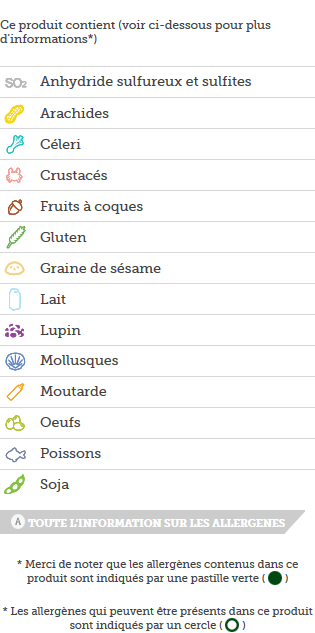 Ce produit contient (voir ci-dessous pour plus
d'informations*)
SO2 Anhydride sulfureux et sulfites
Arachides
Céleri
Crustacés
Fruits à coques
Gluten
Graine de sésame
Lait
Lupin
Mollusques
Moutarde
Oeufs
Poissons
Soja
A TOUTE L'INFORMATION SUR LES ALLERGENES
* Merci de noter que les allergènes contenus dans ce
produit sont indiqués par une pastille verte ( )
* Les allergènes qui peuvent être présents dans ce produit
sont indiqués par un cercle ( )